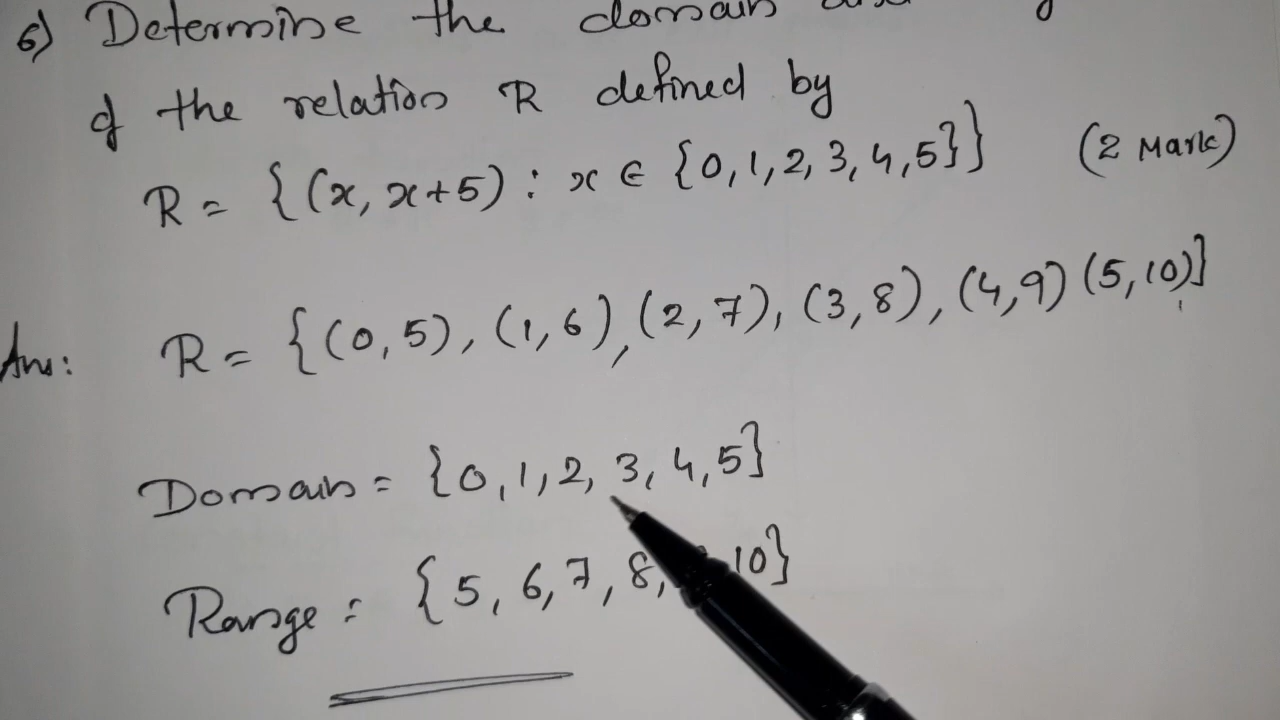 6) Determine the domain
of the relation R defined by
R = {(x, x+5) : x ∈ {0,1,2,3,4,5}} (2 Mark)
Ans: R = {(0,5), (1,6), (2,7), (3,8), (4,9) (5,10)}
Domain = {0,1,2,3,4,5}
Range = {5,6,7,8, 10}